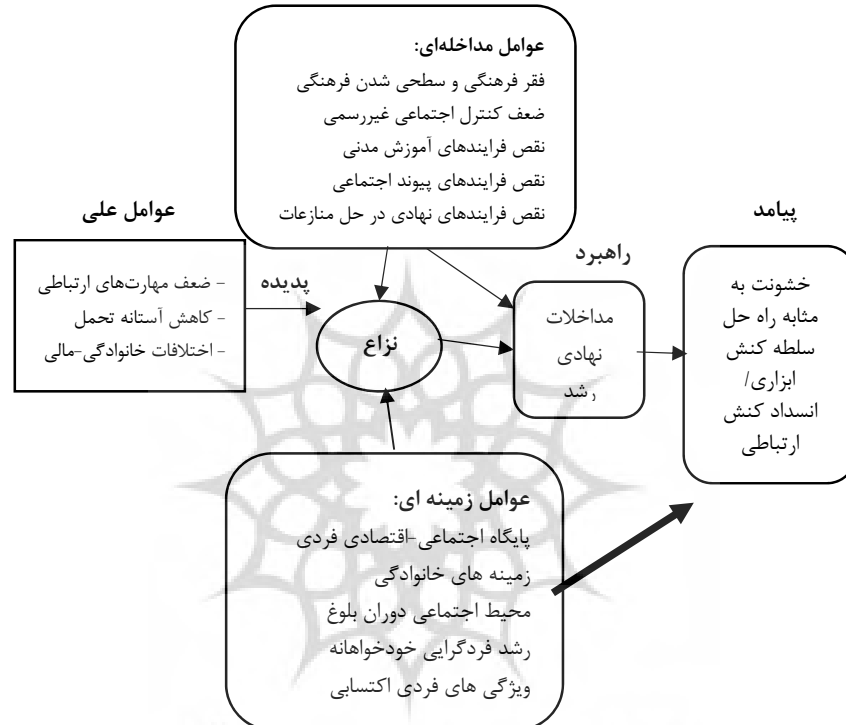 عوامل مداخله‌ای:
فقر فرهنگی و سطحی شدن فرهنگی
ضعف کنترل اجتماعی غیررسمی
نقص فرایندهای آموزش مدنی
نقص فرایندهای پیوند اجتماعی
نقص فرایندهای نهادی در حل منازعات
عوامل علی
- ضعف مهارت‌های ارتباطی
- کاهش آستانه تحمل
- اختلافات خانوادگی-مالی
پدیده
نزاع
راهبرد
مداخلات
نهادی
رشد
پیامد
خشونت به
مثابه راه حل
سلطه کنش
ابزاری/
انسداد کنش
ارتباطی
عوامل زمینه ای:
پایگاه اجتماعی-اقتصادی فردی
زمینه های خانوادگی
محیط اجتماعی دوران بلوغ
رشد فردگرایی خودخواهانه
ویژگی های فردی اکتسابی